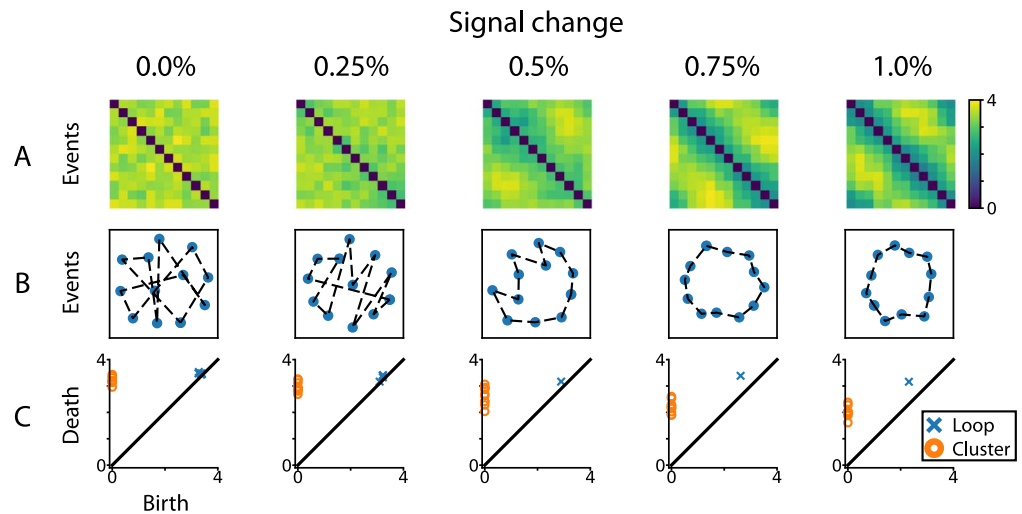 Signal change
0.0% 0.25% 0.5% 0.75% 1.0%
A Events 4
0
B Events
C Death 4 4 4 4 4
Loop
Cluster
0 0 0 0 0
0 4 0 4 0 4 0 4 0 4
Birth